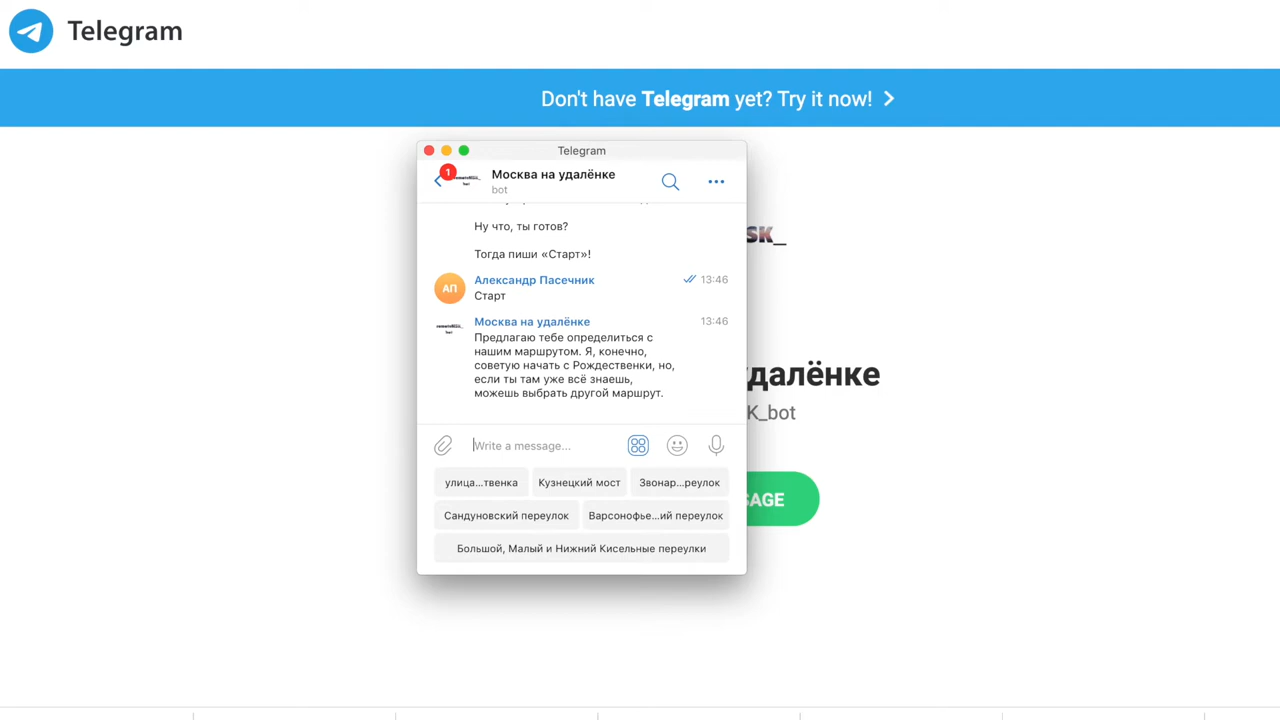 Telegram
Don't have Telegram yet? Try it now!
Telegram
1
Москва на удалёнке
bot
Ну что, ты готов?
Тогда пиши «Старт»!
АП
Александр Пасечник
13:46
Старт
Москва на удалёнке
13:46
Предлагаю тебе определиться с
нашим маршрутом. Я, конечно,
советую начать с Рождественки, но,
если ты там уже всё знаешь,
можешь выбрать другой маршрут.
Write a message...
улица...твенка
Кузнецкий мост
Звонар...реулок
Сандуновский переулок
Варсонофье...ий переулок
Большой, Малый и Нижний Кисельные переулки
SK_
удалёнке
K_bot
SAGE